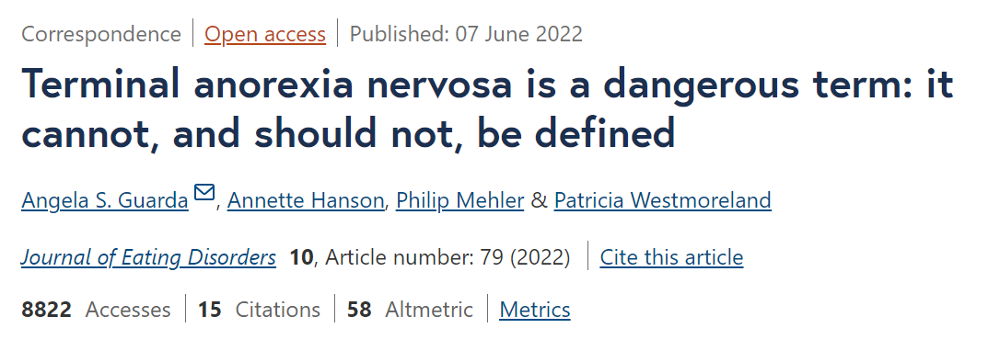 Correspondence | Open access | Published: 07 June 2022
Terminal anorexia nervosa is a dangerous term: it
cannot, and should not, be defined
Angela S. Guarda, Annette Hanson, Philip Mehler & Patricia Westmoreland
Journal of Eating Disorders 10, Article number: 79 (2022) | Cite this article
8822 Accesses | 15 Citations | 58 Altmetric | Metrics